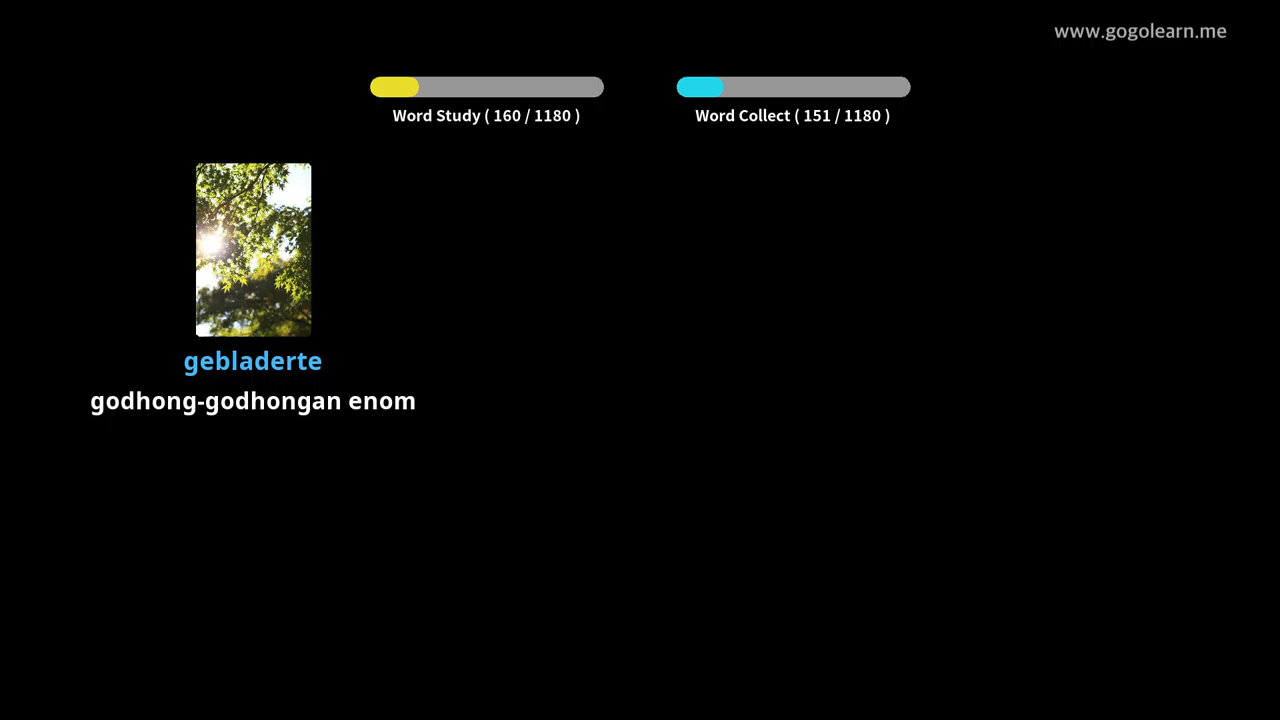 www.gogolearn.me
Word Study ( 160 / 1180 )
Word Collect ( 151 / 1180 )
gebladerte
godhong-godhongan enom